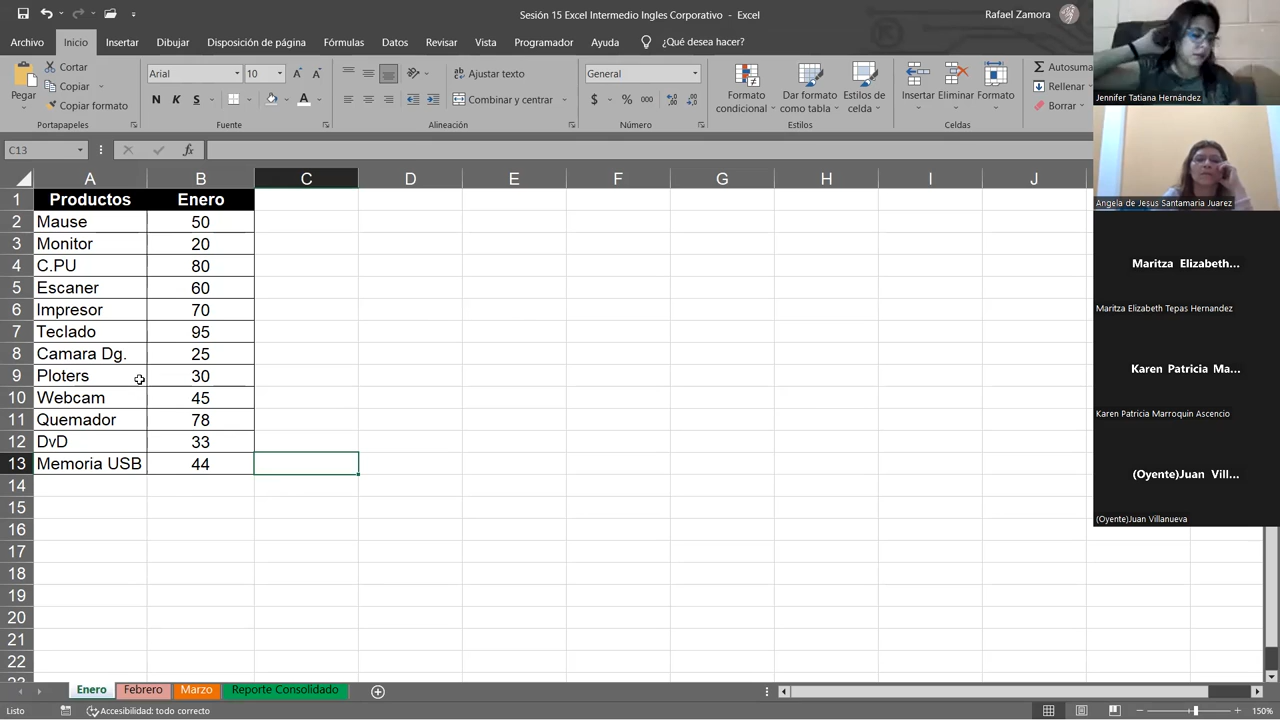 Sesión 15 Excel Intermedio Ingles Corporativo - Excel
Rafael Zamora
Archivo Inicio Insertar Dibujar Disposición de página Fórmulas Datos Revisar Vista Programador Ayuda ¿Qué desea hacer?
Pegar
Cortar
Copiar
Copiar formato
Portapapeles
Arial 10
N K S
Fuente
Ajustar texto
Combinar y centrar
Alineación
General
$ % 000
Número
Formato condicional
Dar formato como tabla
Estilos de celda
Estilos
Insertar Eliminar Formato
Celdas
Autosuma
Rellenar
Borrar
C13 fx
A B C D E F G H I J
1 Productos Enero
2 Mause 50
3 Monitor 20
4 C.PU 80
5 Escaner 60
6 Impresor 70
7 Teclado 95
8 Camara Dg. 25
9 Ploters 30
10 Webcam 45
11 Quemador 78
12 DvD 33
13 Memoria USB 44
14
15
16
17
18
19
20
21
22
Enero Febrero Marzo Reporte Consolidado
Listo Accesibilidad: todo correcto 150%
Jennifer Tatiana Hernández
Angela de Jesus Santamaria Juarez
Maritza Elizabeth...
Maritza Elizabeth Tepas Hernandez
Karen Patricia Ma...
Karen Patricia Marroquin Ascencio
(Oyente)Juan Vill...
(Oyente)Juan Villanueva